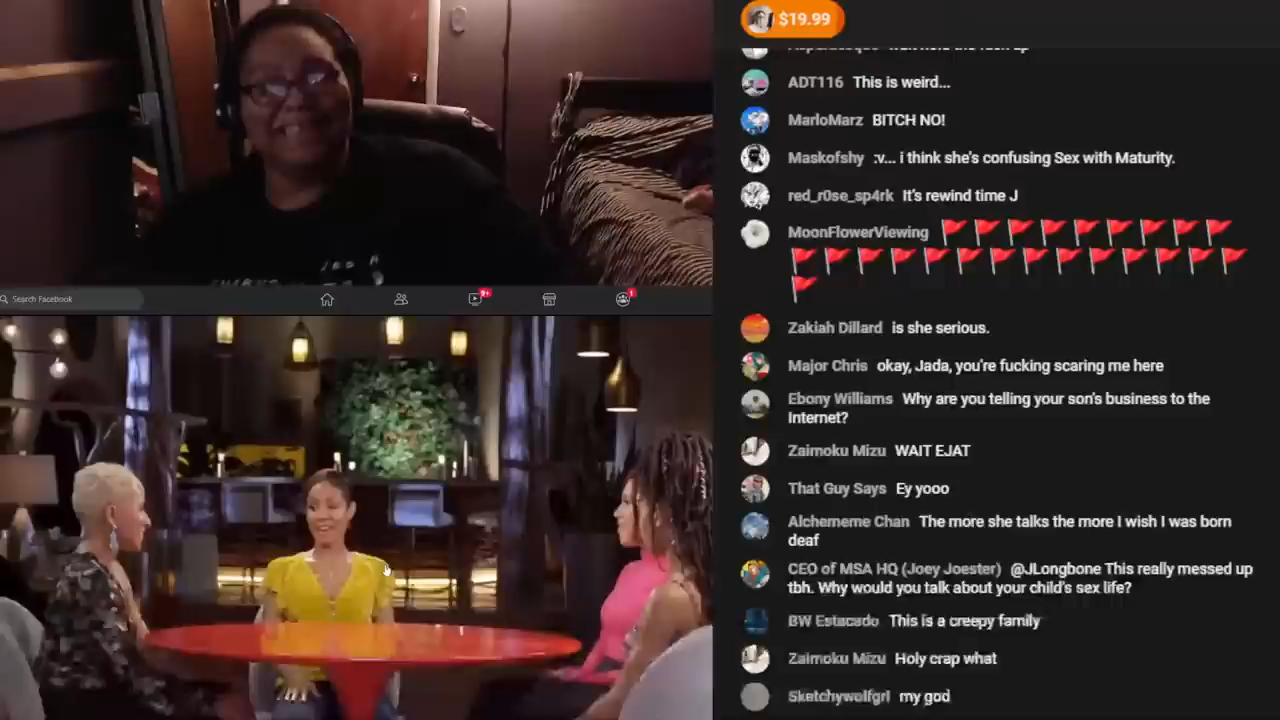 $19.99
ADT116 This is weird...
MarloMarz BITCH NO!
Maskofshy :v... i think she's confusing Sex with Maturity.
red_r0se_sp4rk It's rewind time J
MoonFlowerViewing
Zakiah Dillard is she serious.
Major Chris okay, Jada, you're fucking scaring me here
Ebony Williams Why are you telling your son's business to the
Internet?
Zaimoku Mizu WAIT EJAT
That Guy Says Ey yooo
Alchememe Chan The more she talks the more I wish I was born
deaf
CEO of MSA HQ (Joey Joester) @JLongbone This really messed up
tbh. Why would you talk about your child's sex life?
BW Estacado This is a creepy family
Zaimoku Mizu Holy crap what
Sketchywolfgrl my god
Search Facebook
9+
1